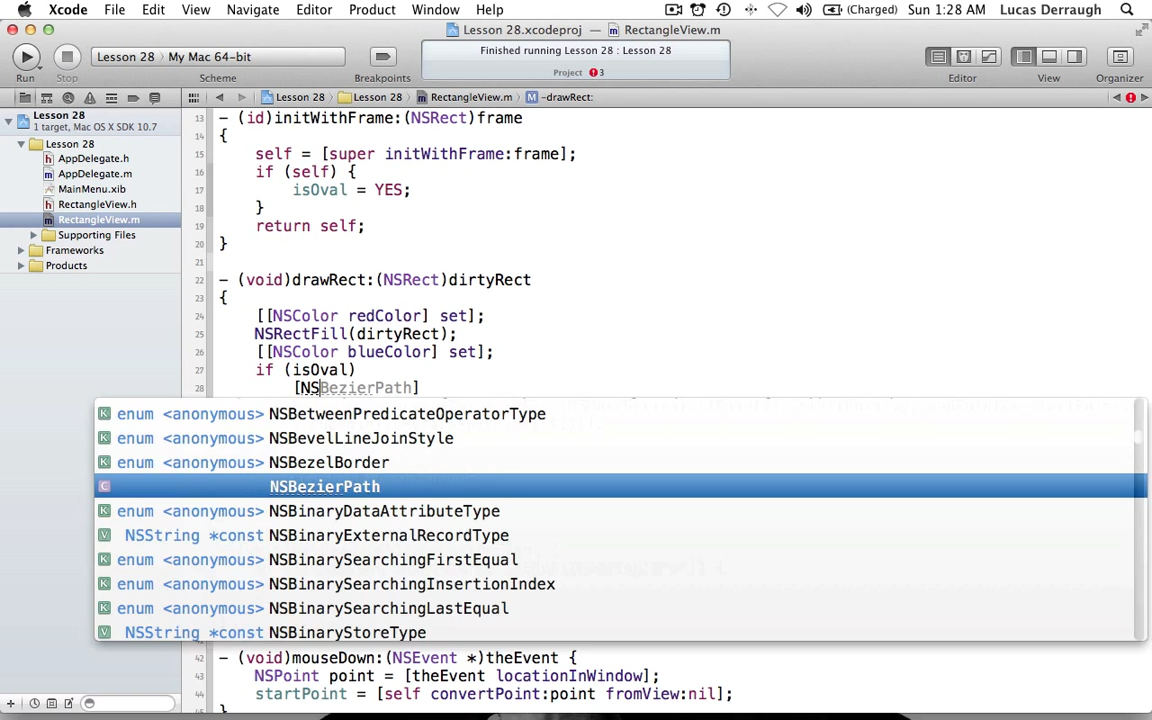 Xcode File Edit View Navigate Editor Product Window Help (Charged) Sun 1:28 AM Lucas Derraugh
Lesson 28.xcodeproj — RectangleView.m
Lesson 28 My Mac 64-bit
Finished running Lesson 28 : Lesson 28
Project 3
Run Stop Scheme Breakpoints Editor View Organizer
Lesson 28 Lesson 28 RectangleView.m M -drawRect:
Lesson 28
1 target, Mac OS X SDK 10.7
Lesson 28
h AppDelegate.h
m AppDelegate.m
MainMenu.xib
h RectangleView.h
m RectangleView.m
Supporting Files
Frameworks
Products
13 - (id)initWithFrame:(NSRect)frame
14 {
15 self = [super initWithFrame:frame];
16 if (self) {
17 isOval = YES;
18 }
19 return self;
20 }
21
22 - (void)drawRect:(NSRect)dirtyRect
23 {
24 [[NSColor redColor] set];
25 NSRectFill(dirtyRect);
26 [[NSColor blueColor] set];
27 if (isOval)
28 [NSBezierPath]
K enum <anonymous> NSBetweenPredicateOperatorType
K enum <anonymous> NSBevelLineJoinStyle
K enum <anonymous> NSBezelBorder
C NSBezierPath
K enum <anonymous> NSBinaryDataAttributeType
V NSString *const NSBinaryExternalRecordType
K enum <anonymous> NSBinarySearchingFirstEqual
K enum <anonymous> NSBinarySearchingInsertionIndex
K enum <anonymous> NSBinarySearchingLastEqual
V NSString *const NSBinaryStoreType
42 - (void)mouseDown:(NSEvent *)theEvent {
43 NSPoint point = [theEvent locationInWindow];
44 startPoint = [self convertPoint:point fromView:nil];
}